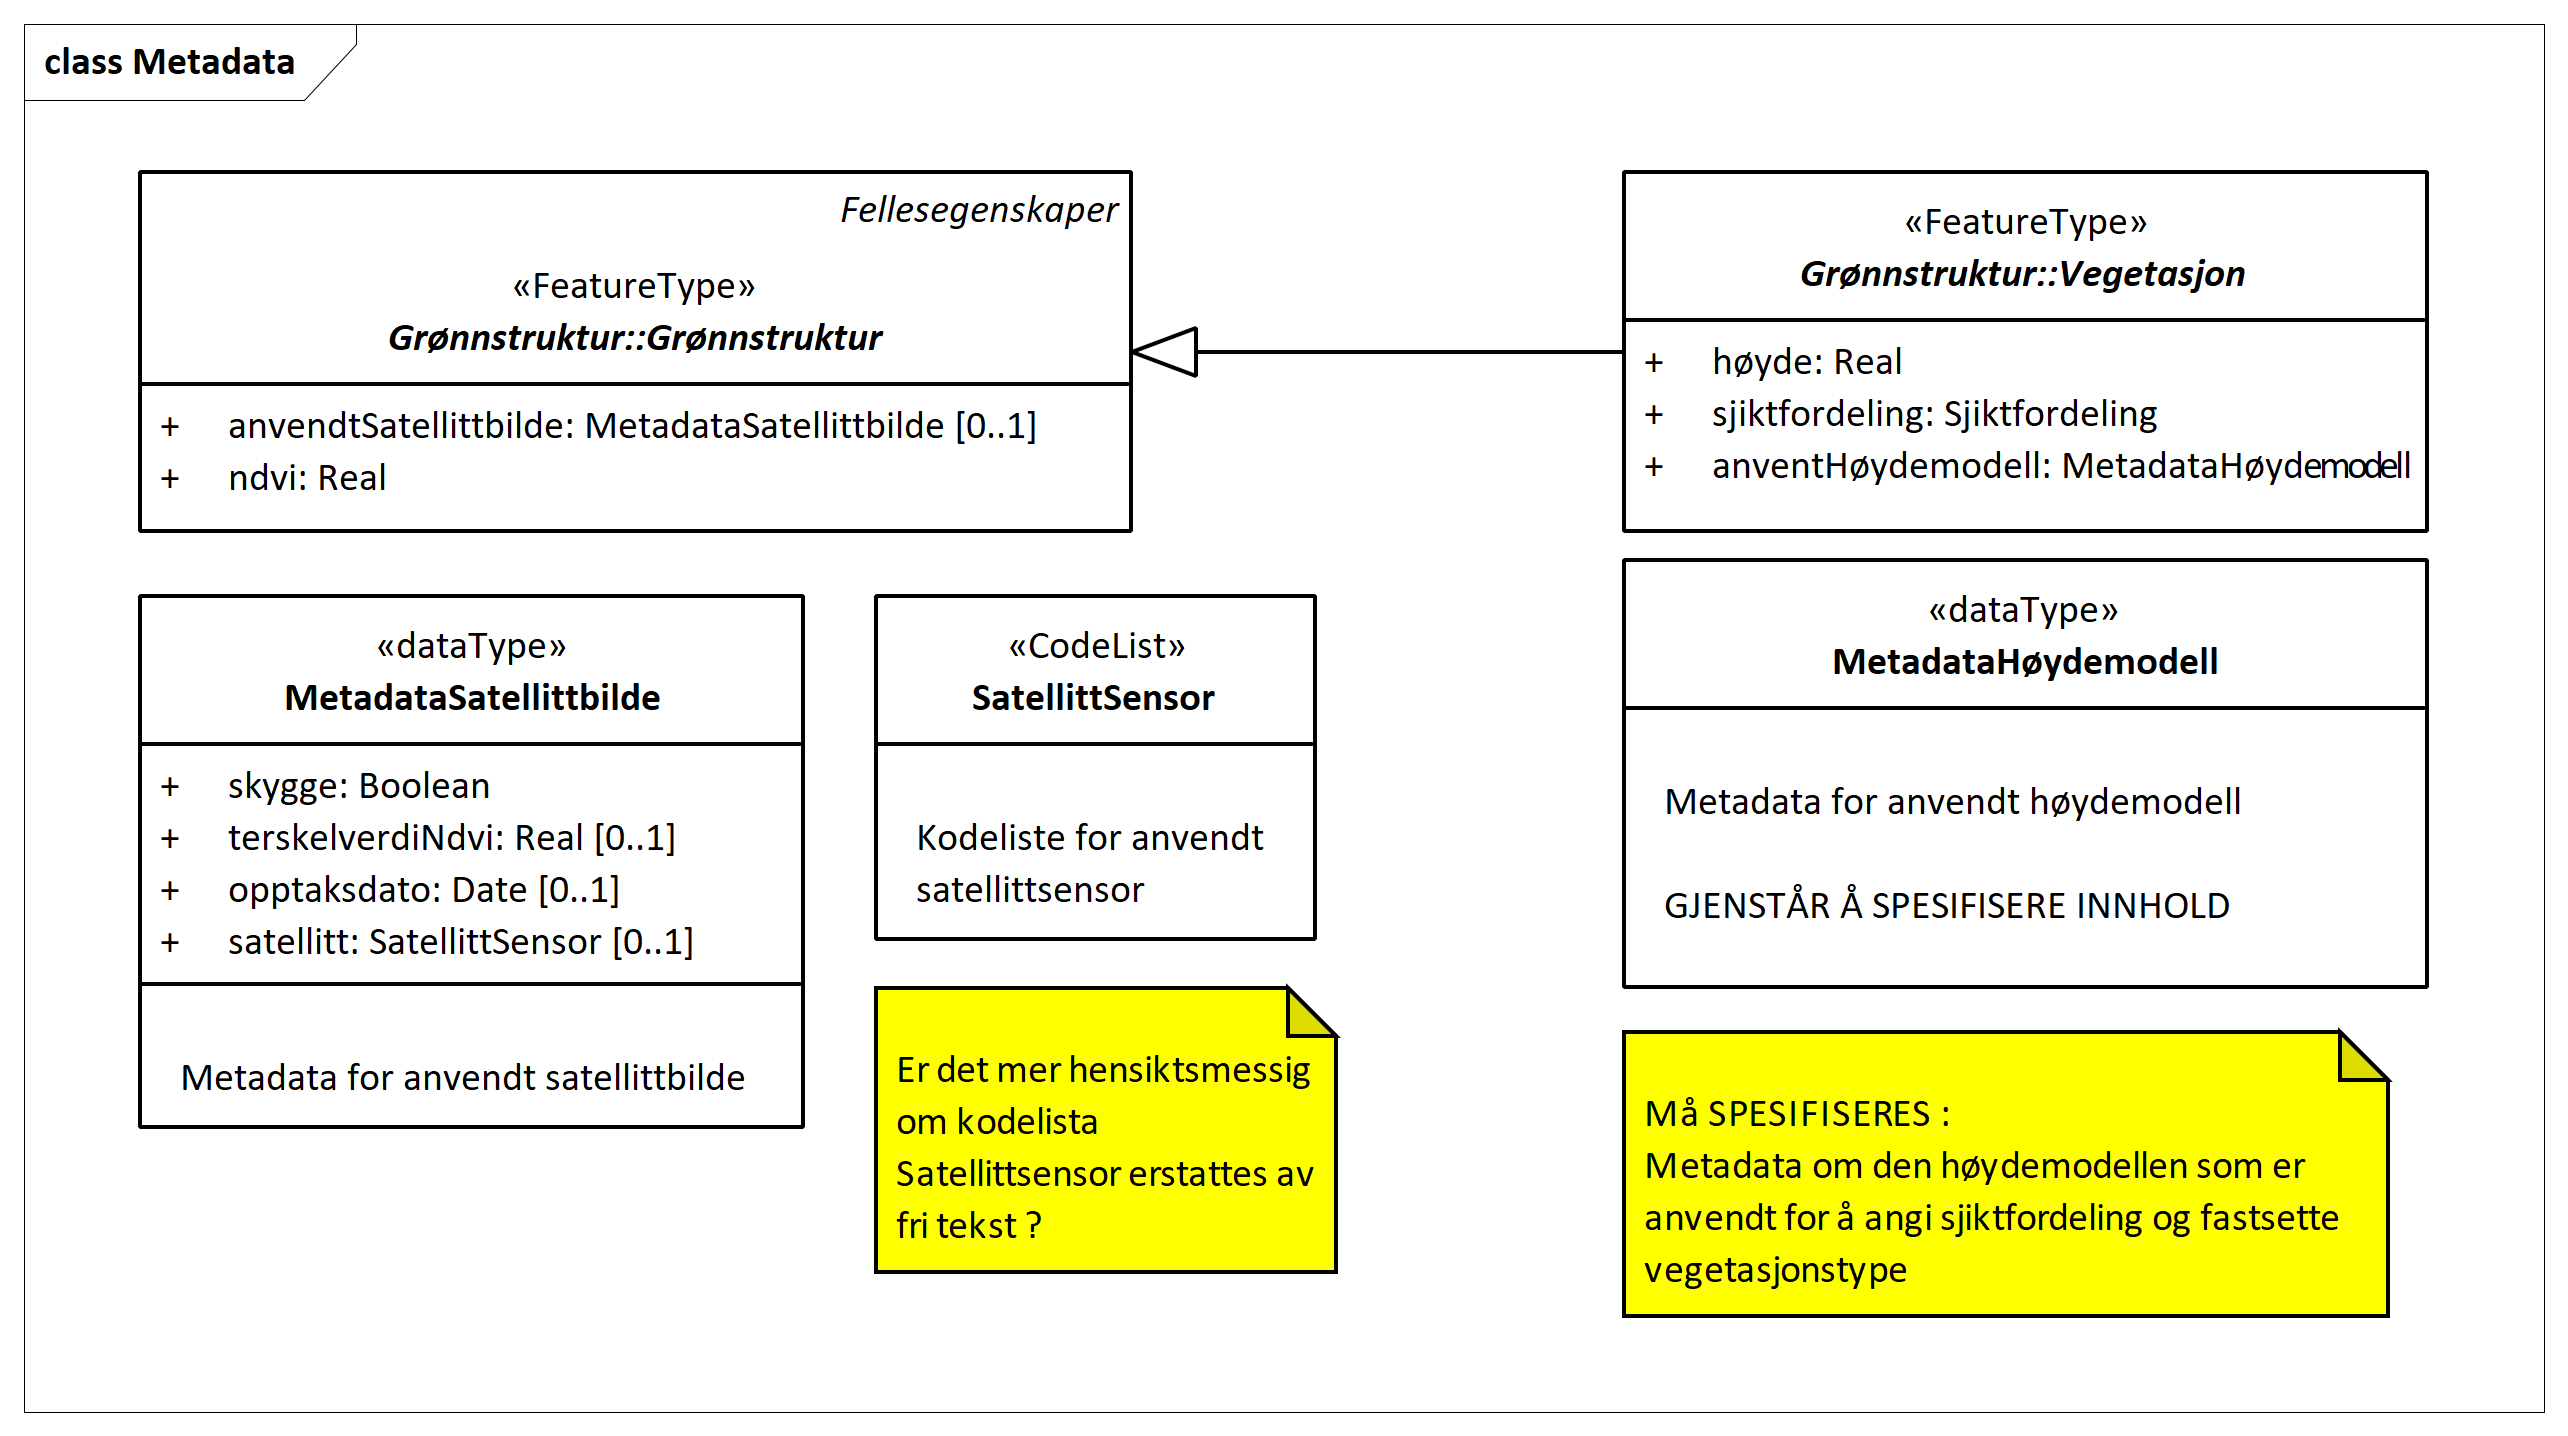 class Metadata
Fellesegenskaper
«FeatureType»
Grønnstruktur::Grønnstruktur
+ anvendtSatellittbilde: MetadataSatellittbilde [0..1]
+ ndvi: Real
«FeatureType»
Grønnstruktur::Vegetasjon
+ høyde: Real
+ sjiktfordeling: Sjiktfordeling
+ anventHøydemodell: MetadataHøydemodell
«dataType»
MetadataSatellittbilde
+ skygge: Boolean
+ terskelverdiNdvi: Real [0..1]
+ opptaksdato: Date [0..1]
+ satellitt: SatellittSensor [0..1]
Metadata for anvendt satellittbilde
«CodeList»
SatellittSensor
Kodeliste for anvendt
satellittsensor
Er det mer hensiktsmessig
om kodelista
Satellittsensor erstattes av
fri tekst ?
«dataType»
MetadataHøydemodell
Metadata for anvendt høydemodell
GJENSTÅR Å SPESIFISERE INNHOLD
Må SPESIFISERES :
Metadata om den høydemodellen som er
anvendt for å angi sjiktfordeling og fastsette
vegetasjonstype